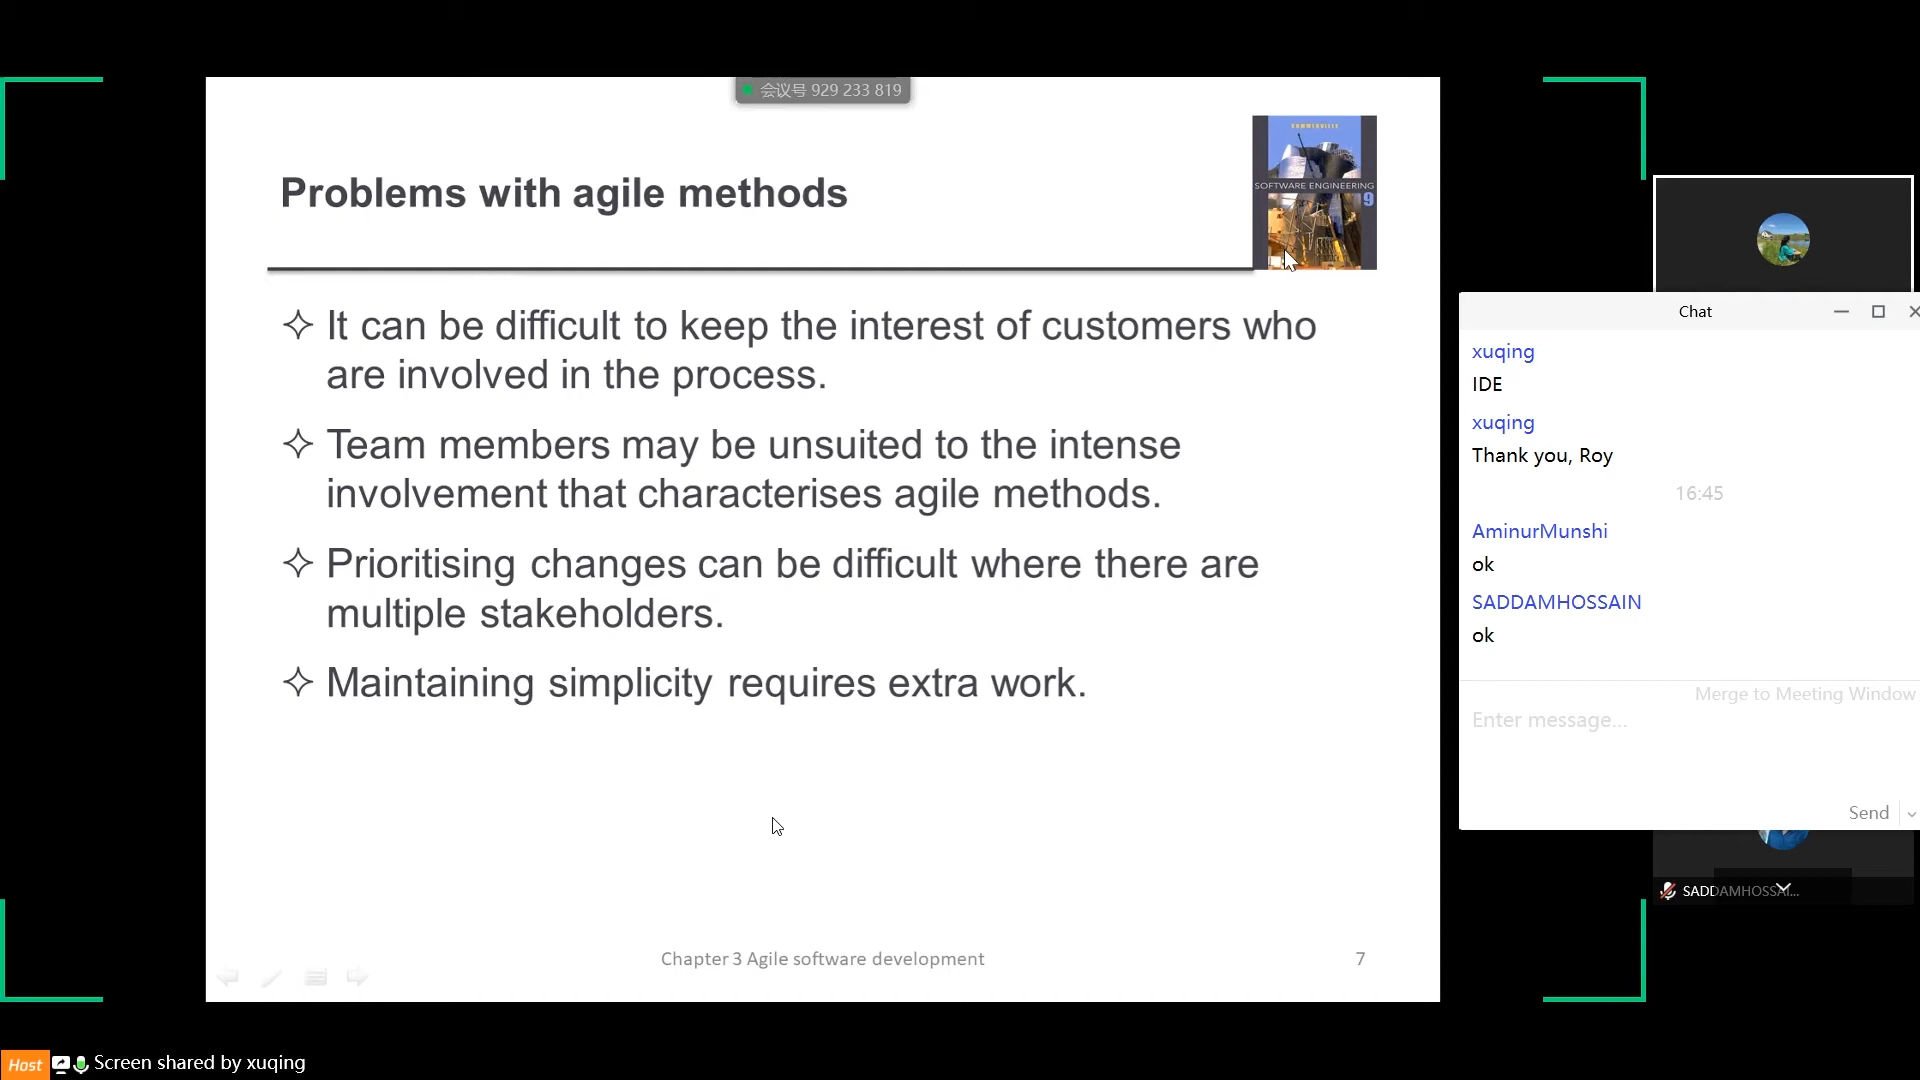 会议号 929 233 819
Problems with agile methods
SOMMERVILLE
SOFTWARE ENGINEERING
9
✧ It can be difficult to keep the interest of customers who
are involved in the process.
✧ Team members may be unsuited to the intense
involvement that characterises agile methods.
✧ Prioritising changes can be difficult where there are
multiple stakeholders.
✧ Maintaining simplicity requires extra work.
Chapter 3 Agile software development
7
Chat
xuqing
IDE
xuqing
Thank you, Roy
16:45
AminurMunshi
ok
SADDAMHOSSAIN
ok
Merge to Meeting Window
Enter message...
Send
SADDAMHOSSAI...
Host
Screen shared by xuqing